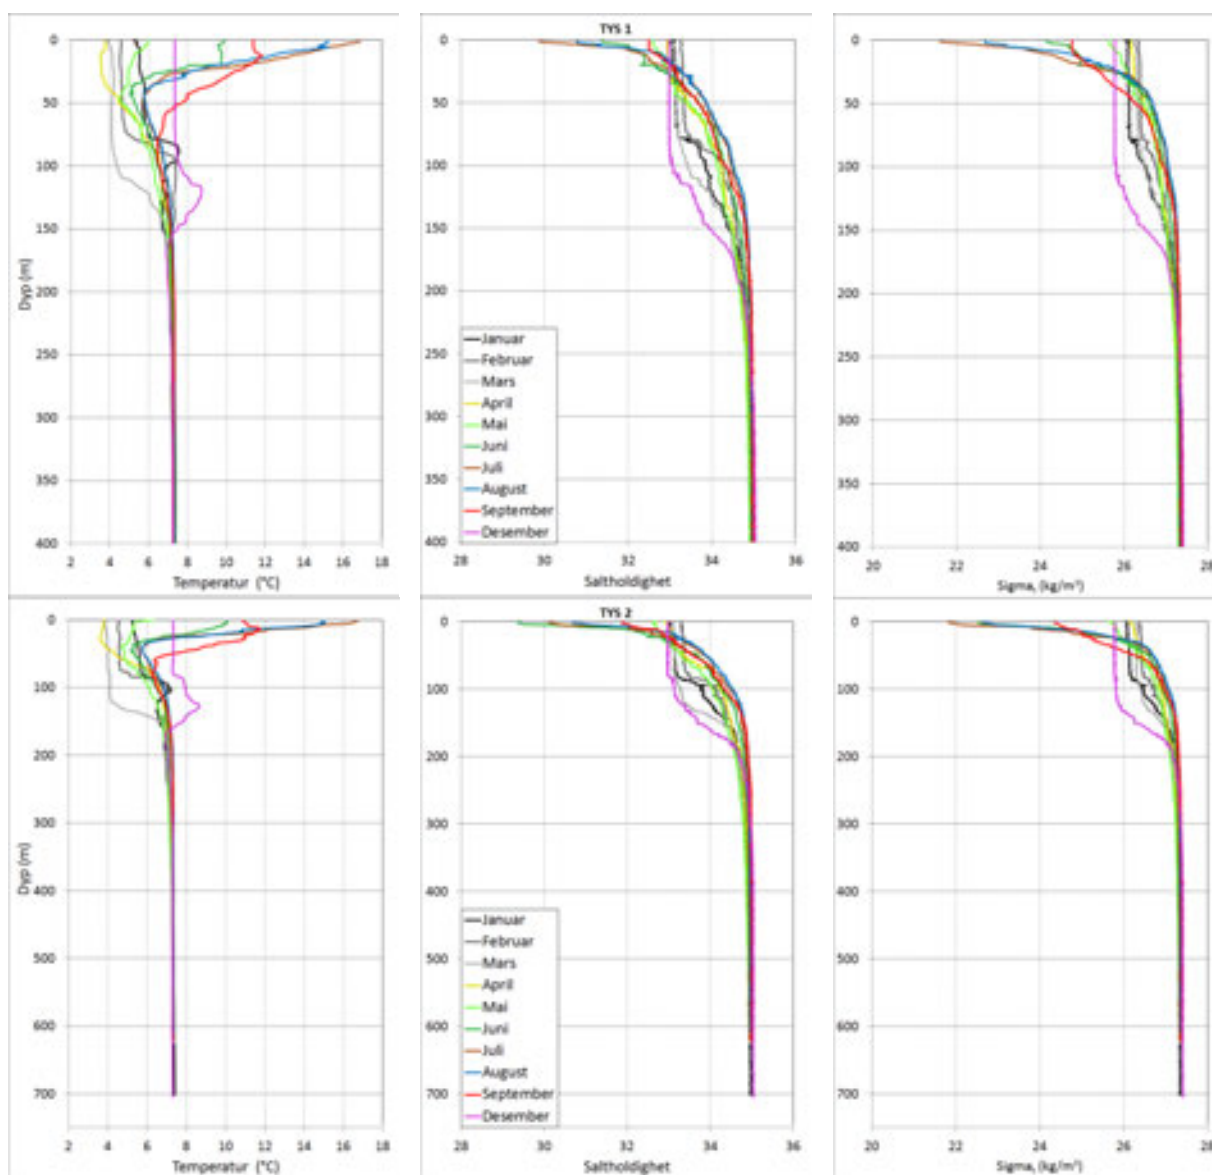 TYS 1
0 0 0
50 50 50
100 100 100
150 150 150
Dyp (m)
200 200 200
250 250 250
300 300 300
350 350 350
400 400 400
Januar
Februar
Mars
April
Mai
Juni
Juli
August
September
Desember
2 4 6 8 10 12 14 16 18
28 30 32 34 36
20 22 24 26 28
Temperatur (°C)
Saltholdighet
Sigma, (kg/m³)
TYS 2
0 0 0
100 100 100
200 200 200
300 300 300
Dyp (m)
400 400 400
500 500 500
600 600 600
700 700 700
Januar
Februar
Mars
April
Mai
Juni
Juli
August
September
Desember
2 4 6 8 10 12 14 16 18
28 30 32 34 36
20 22 24 26 28
Temperatur (°C)
Saltholdighet
Sigma, (kg/m³)